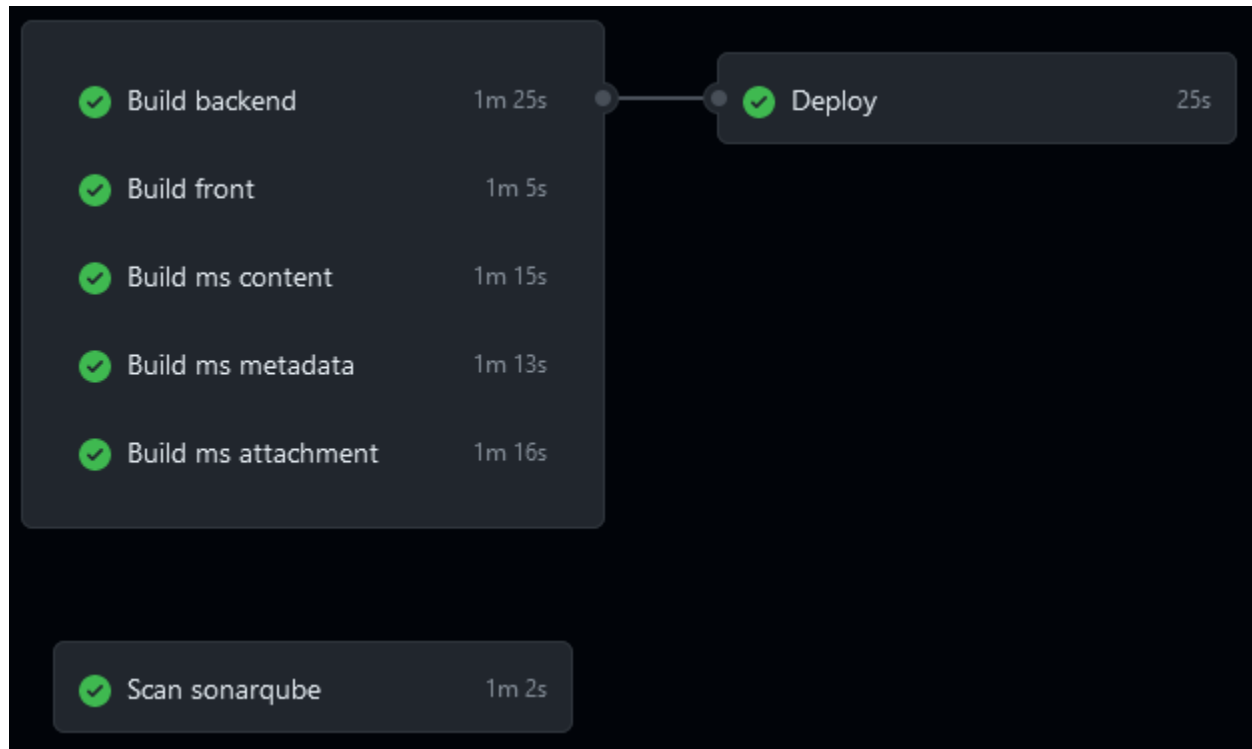 Build backend 1m 25s
Deploy 25s
Build front 1m 5s
Build ms content 1m 15s
Build ms metadata 1m 13s
Build ms attachment 1m 16s
Scan sonarqube 1m 2s